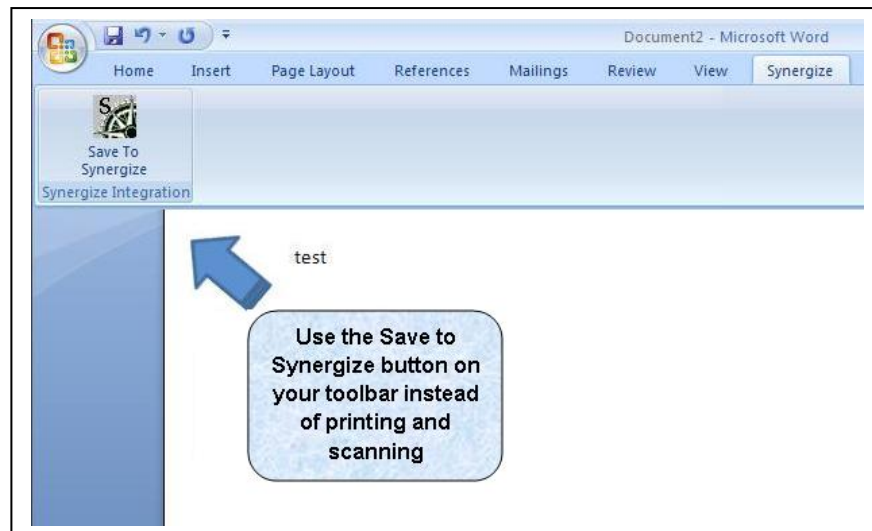 Document2 - Microsoft Word
Home Insert Page Layout References Mailings Review View Synergize
S
Save To
Synergize
Synergize Integration
test
Use the Save to
Synergize button on
your toolbar instead
of printing and
scanning